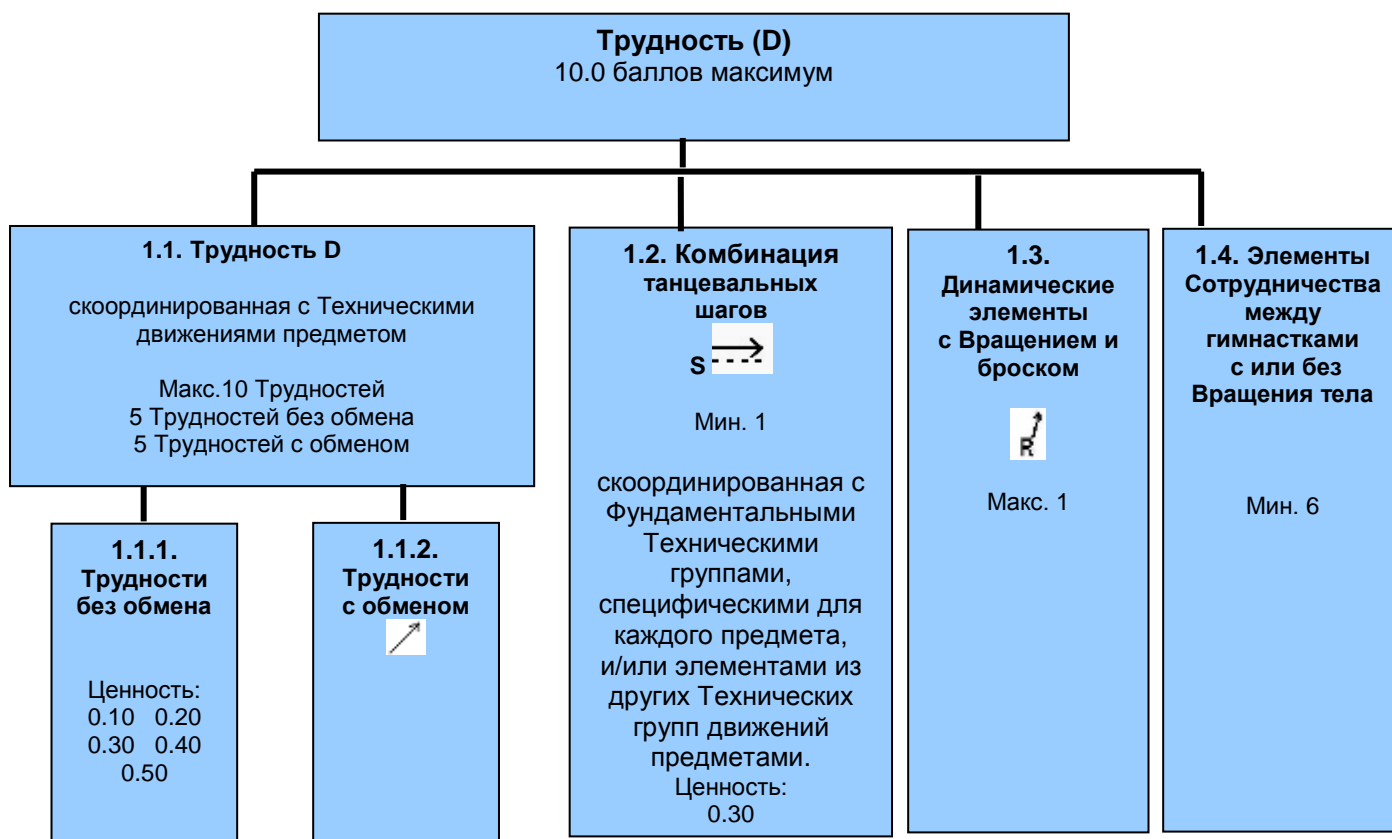 Трудность (D)
10.0 баллов максимум
1.1. Трудность D
скоординированная с Техническими
движениями предметом
Макс.10 Трудностей
5 Трудностей без обмена
5 Трудностей с обменом
1.1.1.
Трудности
без обмена
Ценность:
0.10 0.20
0.30 0.40
0.50
1.1.2.
Трудности
с обменом
1.2. Комбинация
танцевальных
шагов
S
Мин. 1
скоординированная с
Фундаментальными
Техническими
группами,
специфическими для
каждого предмета,
и/или элементами из
других Технических
групп движений
предметами.
Ценность:
0.30
1.3.
Динамические
элементы
с Вращением и
броском
R
Макс. 1
1.4. Элементы
Сотрудничества
между
гимнастками
с или без
Вращения тела
Мин. 6